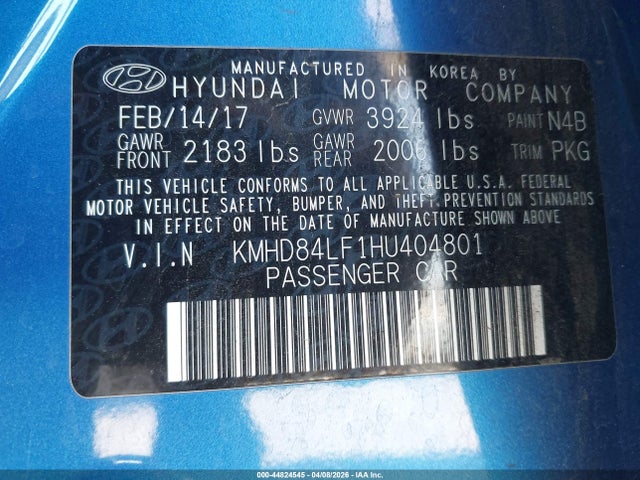 MANUFACTURED IN KOREA BY
HYUNDAI MOTOR COMPANY
FEB/14/17 GVWR 3924 lbs PAINT N4B
GAWR FRONT 2183 lbs GAWR REAR 2006 lbs TRIM PKG
THIS VEHICLE CONFORMS TO ALL APPLICABLE U.S.A. FEDERAL
MOTOR VEHICLE SAFETY, BUMPER, AND THEFT PREVENTION STANDARDS
IN EFFECT ON THE DATE OF MANUFACTURE SHOWN ABOVE.
V.I.N KMHD84LF1HU404801
PASSENGER CAR
© 44824545 - 04/08/2026 - IAA Inc.